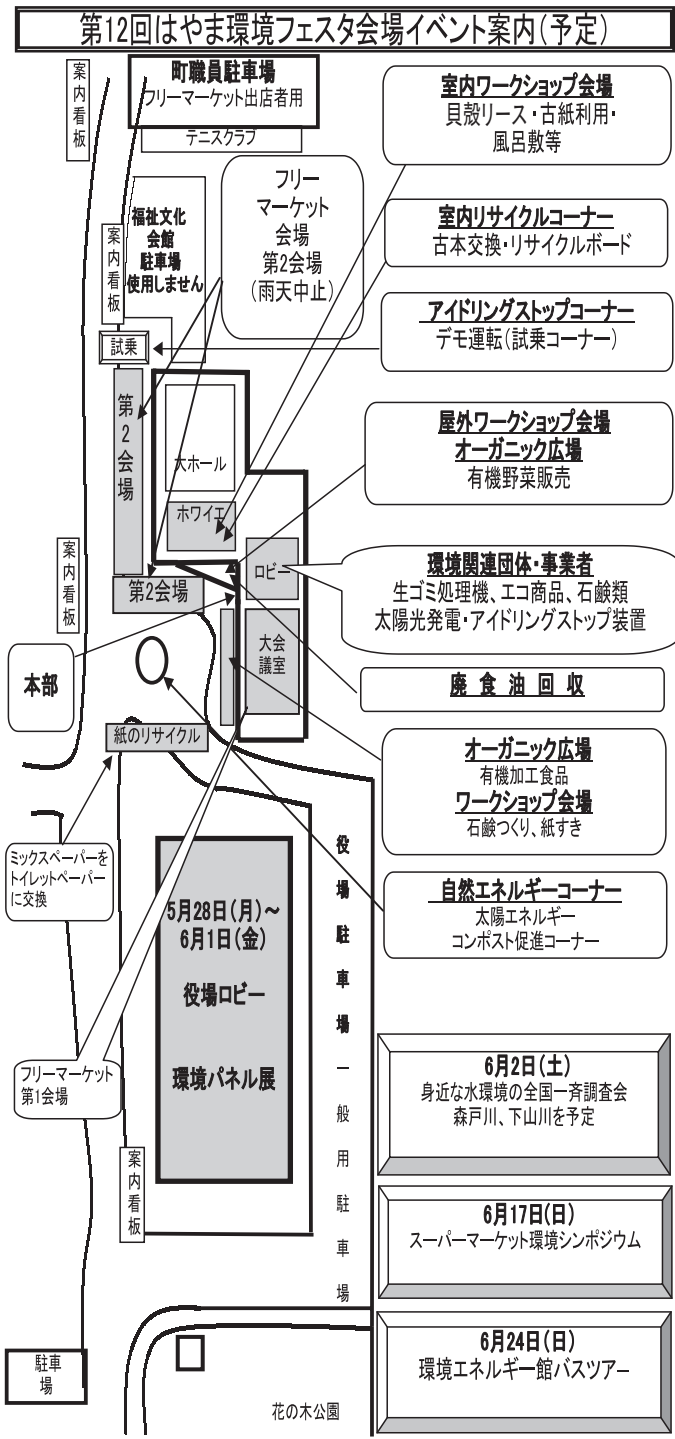 第12回はやま環境フェスタ会場イベント案内（予定）
案内看板
町職員駐車場
フリーマーケット出店者用
テニスクラブ
室内ワークショップ会場
貝殻リース・古紙利用・
風呂敷等
フリー
マーケット
会場
第2会場
（雨天中止）
福祉文化
会館
駐車場
使用しません
案内看板
室内リサイクルコーナー
古本交換・リサイクルボード
試乗
アイドリングストップコーナー
デモ運転（試乗コーナー）
第2会場
大ホール
ホワイエ
屋外ワークショップ会場
オーガニック広場
有機野菜販売
案内看板
ロビー
環境関連団体・事業者
生ゴミ処理機、エコ商品、石鹸類
太陽光発電・アイドリングストップ装置
第2会場
大会
議室
本部
廃食油回収
紙のリサイクル
オーガニック広場
有機加工食品
ワークショップ会場
石鹸つくり、紙すき
ミックスペーパーを
トイレットペーパー
に交換
自然エネルギーコーナー
太陽エネルギー
コンポスト促進コーナー
役場駐車場一般用駐車場
5月28日（月）～
6月1日（金）
役場ロビー
環境パネル展
フリーマーケット
第1会場
6月2日（土）
身近な水環境の全国一斉調査会
森戸川、下山川を予定
案内看板
6月17日（日）
スーパーマーケット環境シンポジウム
6月24日（日）
環境エネルギー館バスツアー
駐車
場
花の木公園